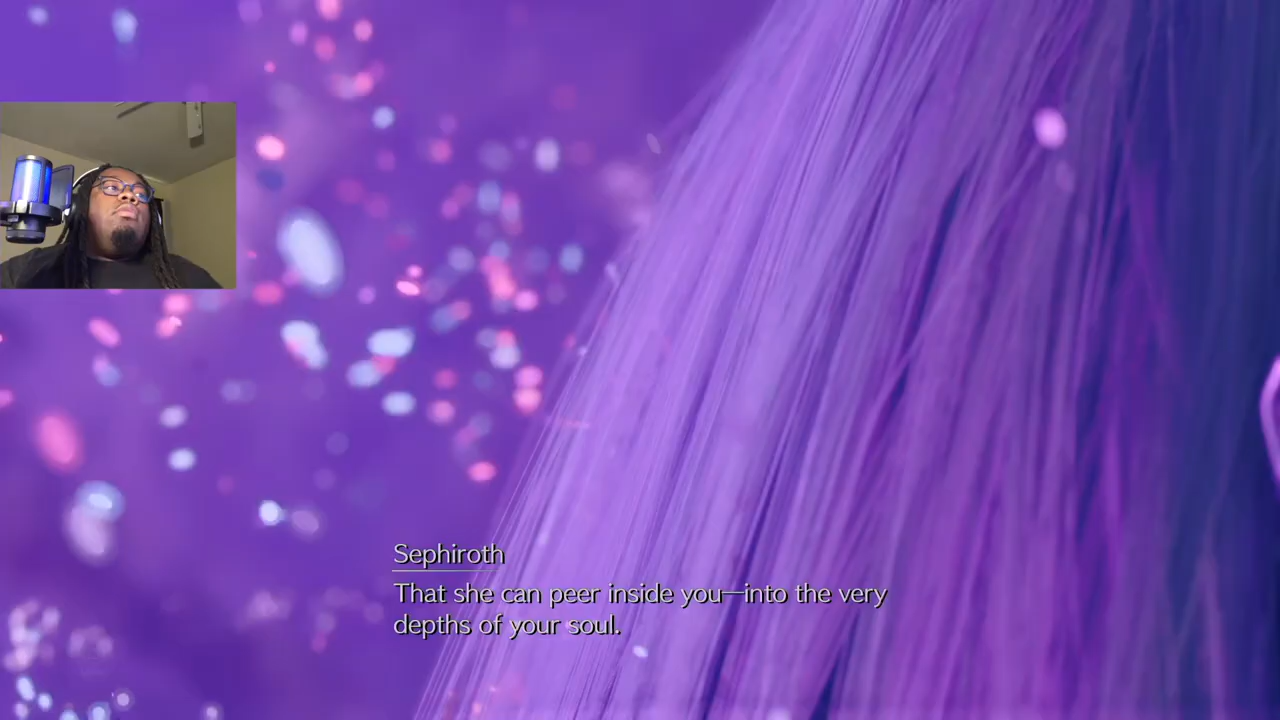 Sephiroth
That she can peer inside you—into the very
depths of your soul.